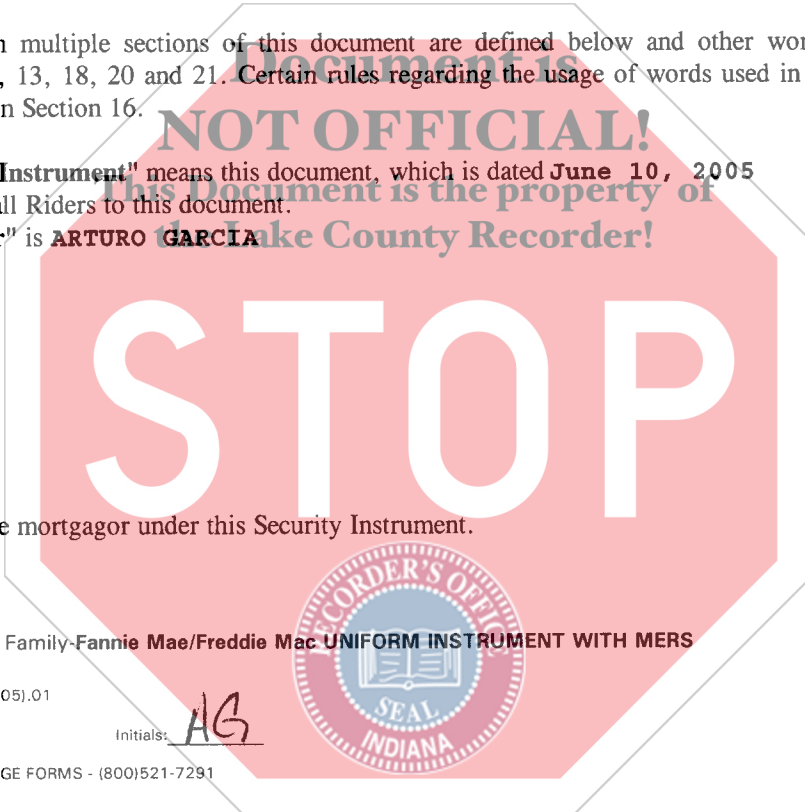 multiple sections of this document are defined below and other wor
, 13, 18, 20 and 21. Certain rules regarding the usage of words used in
n Section 16.
Document is
NOT OFFICIAL!
This Document is the property of
the Lake County Recorder!
Instrument" means this document, which is dated June 10, 2005
ll Riders to this document.
r" is ARTURO GARCIA
STOP
e mortgagor under this Security Instrument.
RECORDER'S OFFICE
SEAL
INDIANA
Family-Fannie Mae/Freddie Mac UNIFORM INSTRUMENT WITH MERS
05).01
Initials: AG
GE FORMS - (800)521-7291